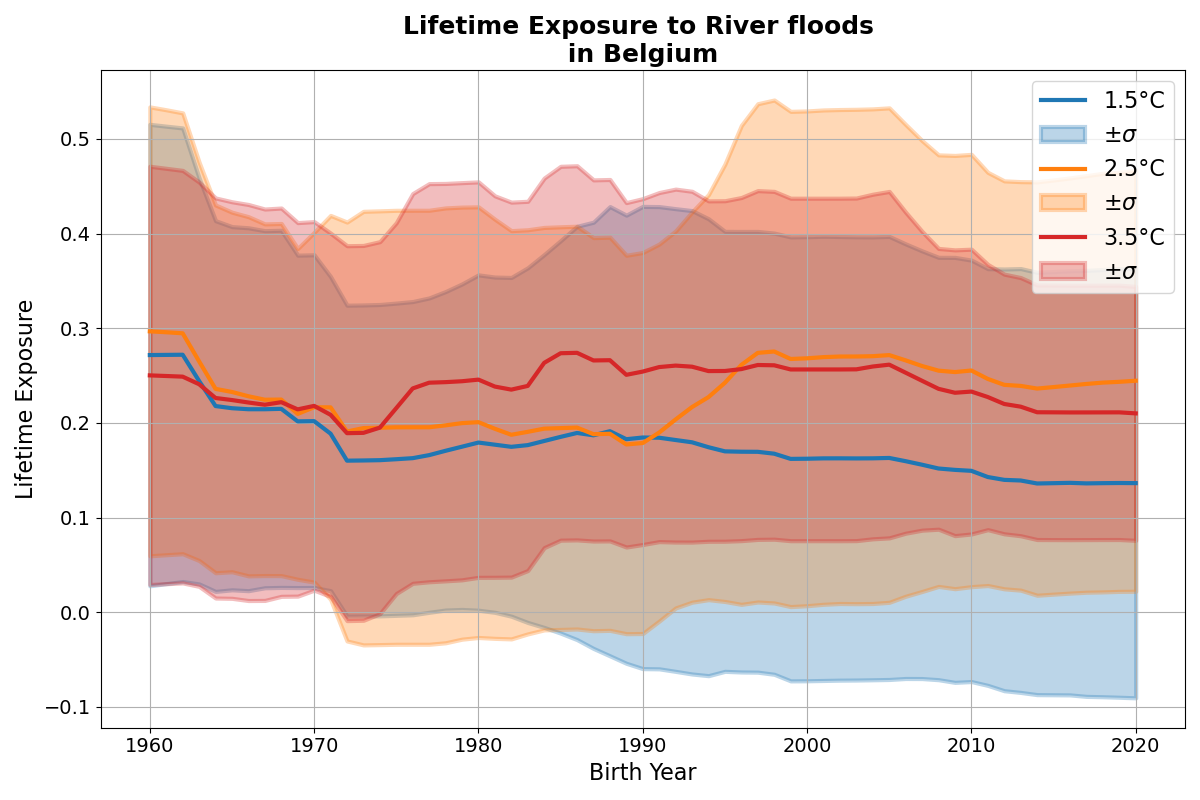 Lifetime Exposure to River floods
in Belgium
Lifetime Exposure
0.5
0.4
0.3
0.2
0.1
0.0
−0.1
1960
1970
1980
1990
2000
2010
2020
Birth Year
1.5°C
±σ
2.5°C
±σ
3.5°C
±σ